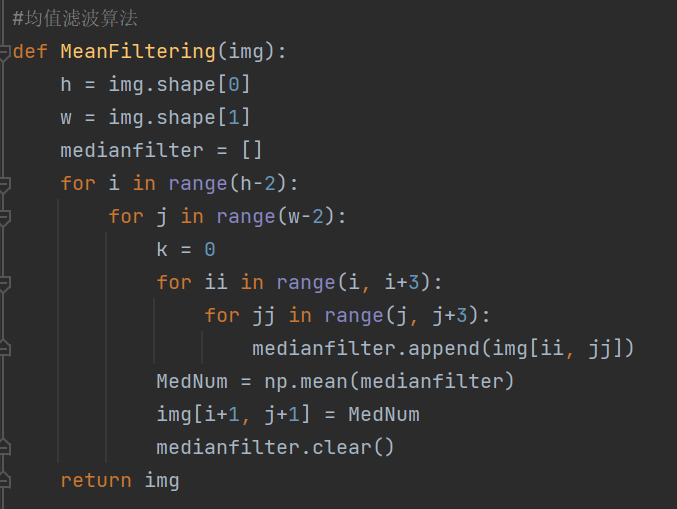 #均值滤波算法
def MeanFiltering(img):
    h = img.shape[0]
    w = img.shape[1]
    medianfilter = []
    for i in range(h-2):
        for j in range(w-2):
            k = 0
            for ii in range(i, i+3):
                for jj in range(j, j+3):
                    medianfilter.append(img[ii, jj])
            MedNum = np.mean(medianfilter)
            img[i+1, j+1] = MedNum
            medianfilter.clear()
    return img